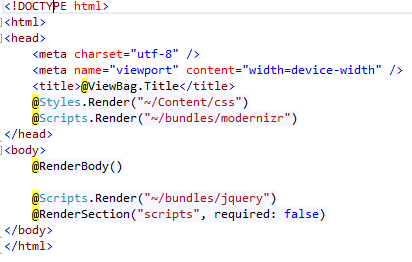 <!DOCTYPE html>
<html>
<head>
    <meta charset="utf-8" />
    <meta name="viewport" content="width=device-width" />
    <title>@ViewBag.Title</title>
    @Styles.Render("~/Content/css")
    @Scripts.Render("~/bundles/modernizr")
</head>
<body>
    @RenderBody()

    @Scripts.Render("~/bundles/jquery")
    @RenderSection("scripts", required: false)
</body>
</html>